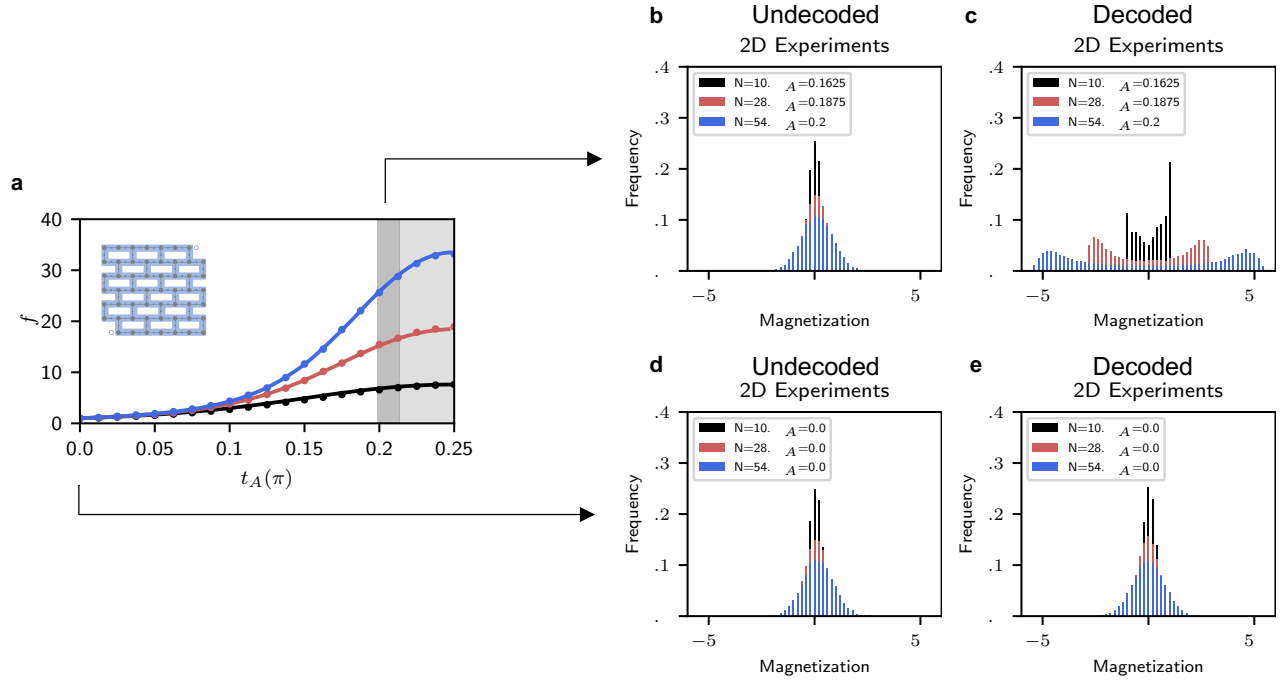 a
40
30
20
10
0
f
0
0.05
0.1
0.15
0.2
0.25
t_A(π)
b
Undecoded
2D Experiments
.4
.3
.2
.1
.
Frequency
N=10. A=0.1625
N=28. A=0.1875
N=54. A=0.2
−5
5
Magnetization
c
Decoded
2D Experiments
.4
.3
.2
.1
.
Frequency
N=10. A=0.1625
N=28. A=0.1875
N=54. A=0.2
−5
5
Magnetization
d
Undecoded
2D Experiments
.4
.3
.2
.1
.
Frequency
N=10. A=0.0
N=28. A=0.0
N=54. A=0.0
−5
5
Magnetization
e
Decoded
2D Experiments
.4
.3
.2
.1
.
Frequency
N=10. A=0.0
N=28. A=0.0
N=54. A=0.0
−5
5
Magnetization